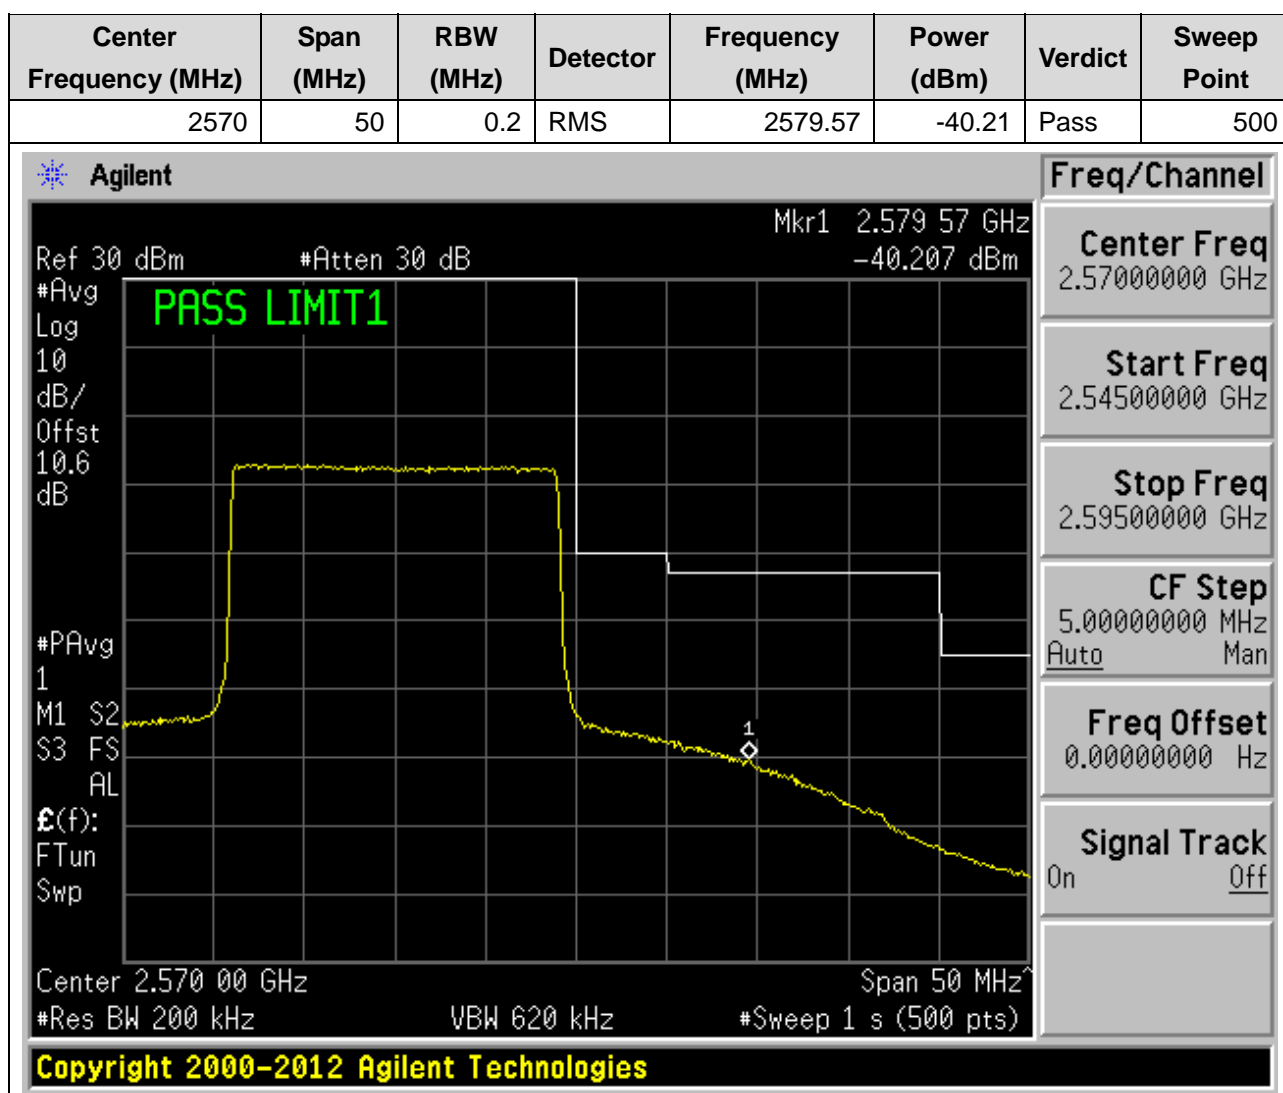 Center Frequency (MHz) Span (MHz) RBW (MHz) Detector Frequency (MHz) Power (dBm) Verdict Sweep Point
2570 50 0.2 RMS 2579.57 -40.21 Pass 500
Agilent
Freq/Channel
Mkr1 2.579 57 GHz
Ref 30 dBm #Atten 30 dB -40.207 dBm
#Avg
Log
10
dB/
Offst
10.6
dB
PASS LIMIT1
#PAvg
1
M1 S2
S3 FS
AL
£(f):
FTun
Swp
1
Center 2.570 00 GHz Span 50 MHz^
#Res BW 200 kHz VBW 620 kHz #Sweep 1 s (500 pts)
Center Freq
2.57000000 GHz
Start Freq
2.54500000 GHz
Stop Freq
2.59500000 GHz
CF Step
5.00000000 MHz
Auto Man
Freq Offset
0.00000000 Hz
Signal Track
On Off
Copyright 2000-2012 Agilent Technologies